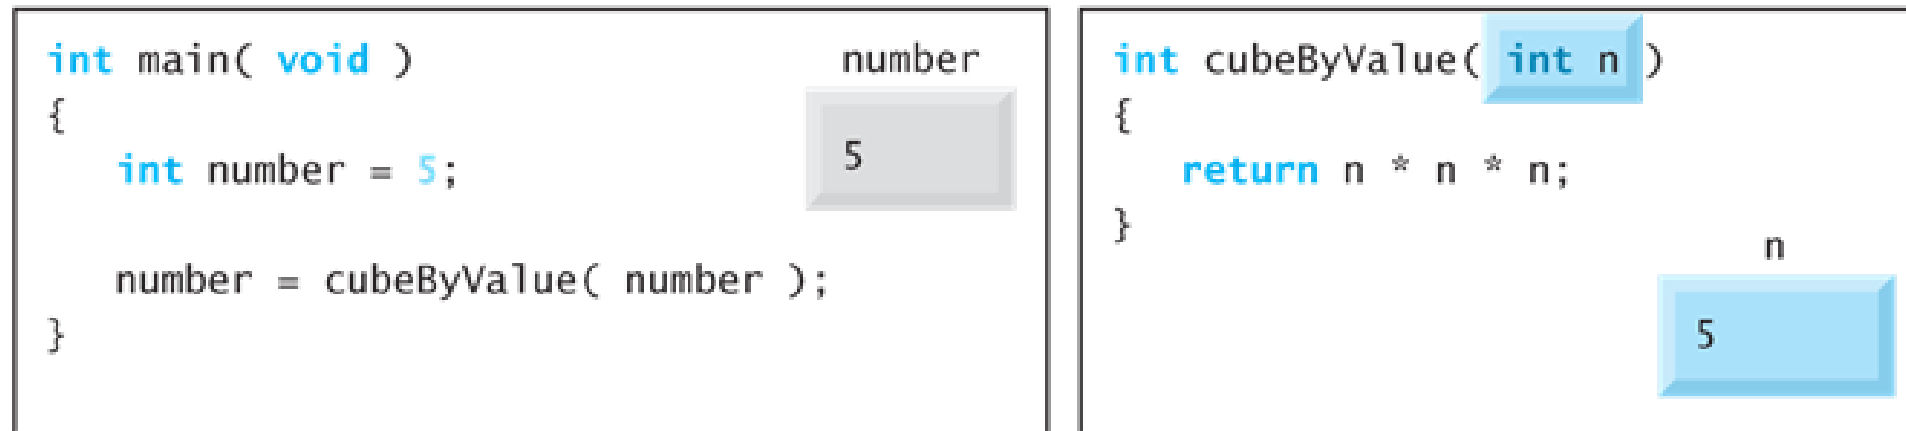 int main( void )
{
int number = 5;
number = cubeByValue( number );
}
number
5
int cubeByValue( int n )
{
return n * n * n;
}
n
5